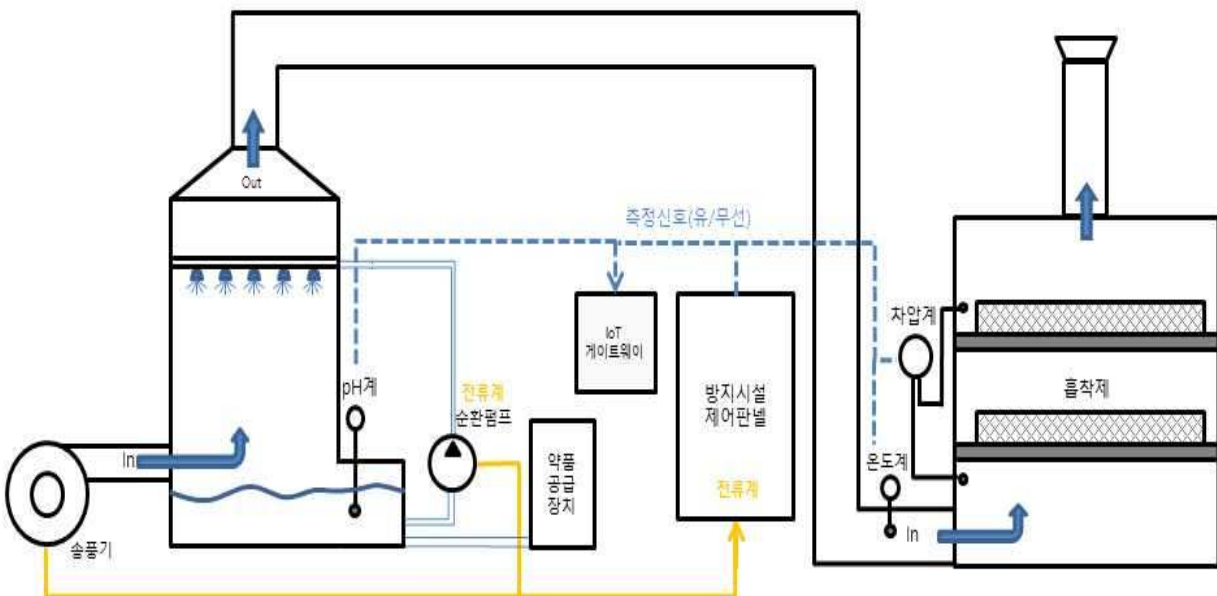 Out
측정신호(유/무선)
IoT
게이트웨이
방지시설
제어판넬
전류계
차압계
흡착제
pH계
전류계
순환펌프
약품
공급
장치
온도계
In
In
송풍기